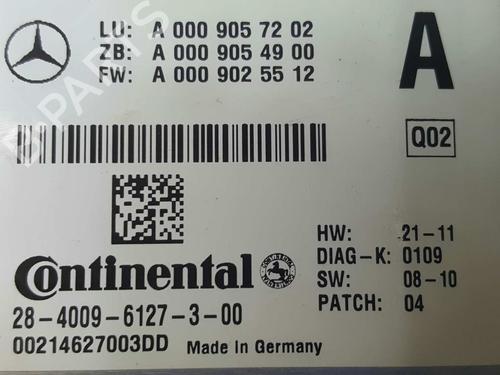 LU: A 000 905 72 02
ZB: A 000 905 49 00
FW: A 000 902 55 12
A
Q02
B PARTS
Continental
HW: 21-11
DIAG-K: 0109
SW: 08-10
PATCH: 04
28-4009-6127-3-00
00214627003DD Made in Germany